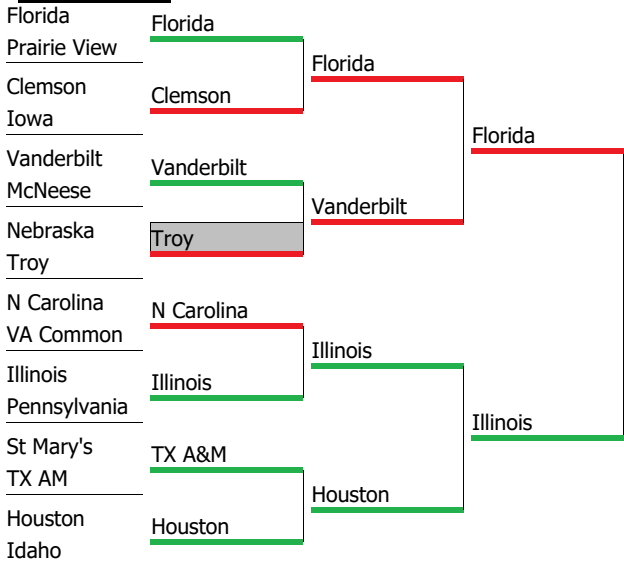 Florida
Prairie View
Clemson
Iowa
Vanderbilt
McNeese
Nebraska
Troy
N Carolina
VA Common
Illinois
Pennsylvania
St Mary's
TX AM
Houston
Idaho
Florida
Clemson
Vanderbilt
Troy
N Carolina
Illinois
TX A&M
Houston
Florida
Vanderbilt
Illinois
Houston
Florida
Illinois